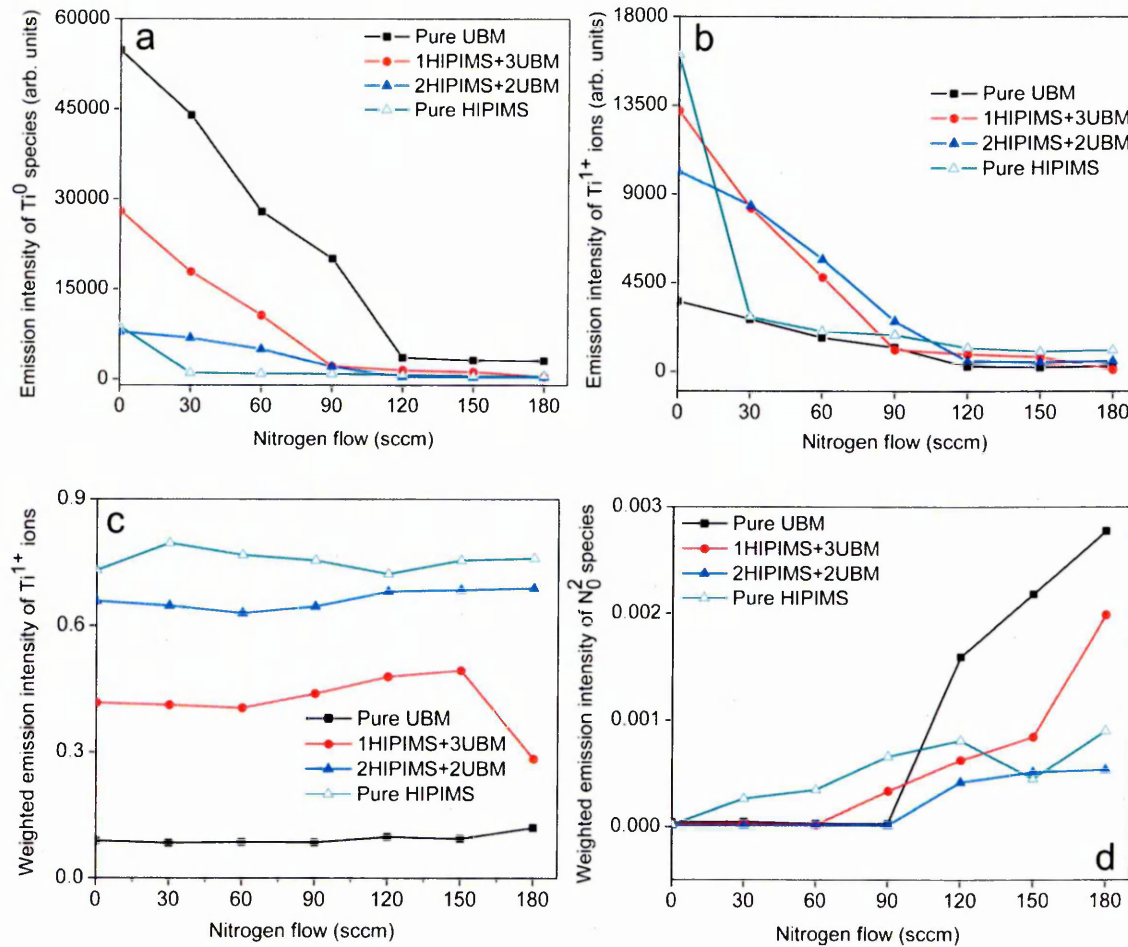 a
60000
45000
30000
15000
0
0 30 60 90 120 150 180
Emission intensity of Ti⁰ species (arb. units)
Nitrogen flow (sccm)
Pure UBM
1HIPIMS+3UBM
2HIPIMS+2UBM
Pure HIPIMS
b
18000
13500
9000
4500
0
0 30 60 90 120 150 180
Emission intensity of Ti¹⁺ ions (arb. units)
Nitrogen flow (sccm)
Pure UBM
1HIPIMS+3UBM
2HIPIMS+2UBM
Pure HIPIMS
c
0.9
0.6
0.3
0.0
0 30 60 90 120 150 180
Weighted emission intensity of Ti¹⁺ ions
Nitrogen flow (sccm)
Pure UBM
1HIPIMS+3UBM
2HIPIMS+2UBM
Pure HIPIMS
d
0.003
0.002
0.001
0.000
0 30 60 90 120 150 180
Weighted emission intensity of N₀² species
Nitrogen flow (sccm)
Pure UBM
1HIPIMS+3UBM
2HIPIMS+2UBM
Pure HIPIMS